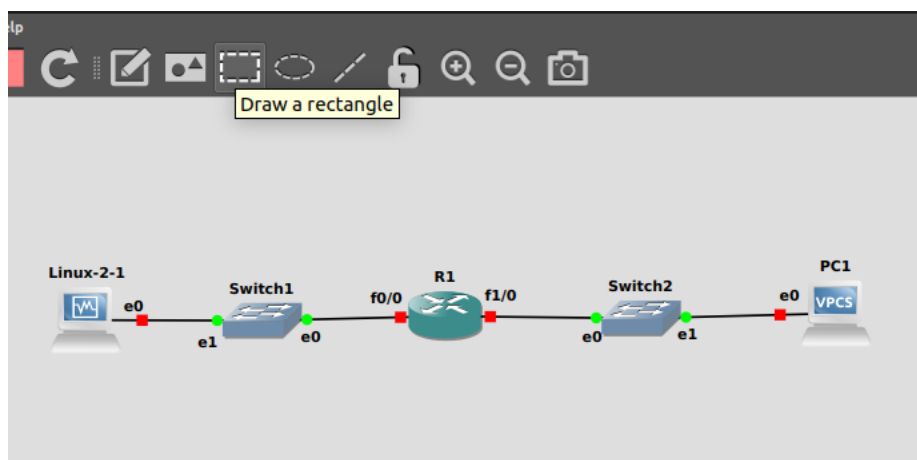 elp
Draw a rectangle
Linux-2-1
e0
Switch1
e1
e0
R1
f0/0
f1/0
Switch2
e0
e1
PC1
e0
VPCS